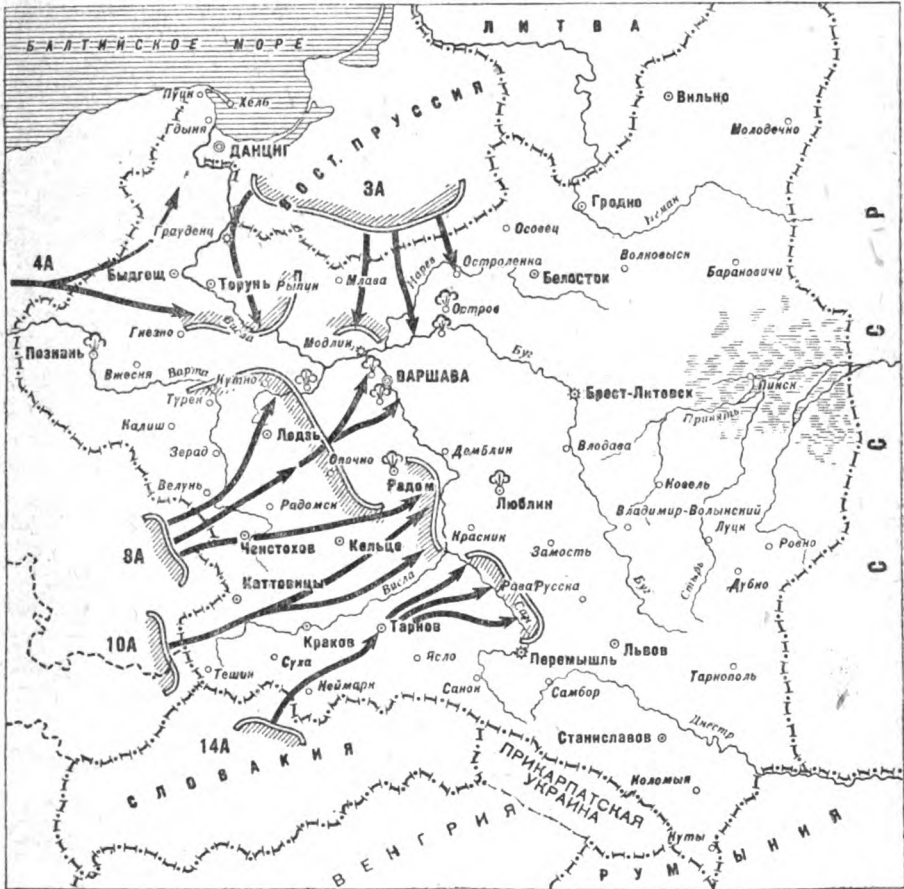 БАЛТИЙСКОЕ МОРЕ
ЛИТВА
Пуцк
Хелб
Гдыня
ДАНЦИГ
ВОСТ. ПРУССИЯ
Вильно
Молодечно
3А
Гродно
Неман
Грауденц
Осовец
4А
Быдгощ
Торунь
Рыпин
Млава
Нарев
Остроленка
Белосток
Волковыск
Барановичи
Остров
Гнезно
Висла
Модлин
Познань
Буг
Вжесня
Варта
Кутно
ВАРШАВА
Брест-Литовск
Пинск
Турек
Припять
Калиш
Лодзь
Зерад
Опочно
Демблин
Влодава
Велунь
Радом
Ковель
Радомск
Люблин
Владимир-Волынский
Луцк
8А
Ченстохов
Кельце
Красник
Замость
Ровно
Каттовицы
Висла
Рава Русска
Буг
Стырь
Дубно
Сан
10А
Краков
Тарнов
Львов
Перемышль
Тешин
Суха
Ясло
Тарнополь
Неймарк
Санок
Самбор
Днестр
14А
Станиславов
СЛОВАКИЯ
ПРИКАРПАТСКАЯ
УКРАИНА
Коломыя
ВЕНГРИЯ
Куты
РУМЫНИЯ
СССР